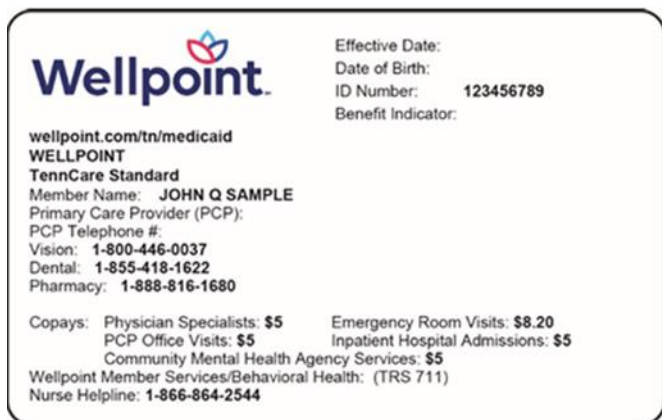 Wellpoint
Effective Date:
Date of Birth:
ID Number: 123456789
Benefit Indicator:
wellpoint.com/tn/medicaid
WELLPOINT
TennCare Standard
Member Name: JOHN Q SAMPLE
Primary Care Provider (PCP):
PCP Telephone #:
Vision: 1-800-446-0037
Dental: 1-855-418-1622
Pharmacy: 1-888-816-1680
Copays: Physician Specialists: $5 Emergency Room Visits: $8.20
PCP Office Visits: $5 Inpatient Hospital Admissions: $5
Community Mental Health Agency Services: $5
Wellpoint Member Services/Behavioral Health: (TRS 711)
Nurse Helpline: 1-866-864-2544